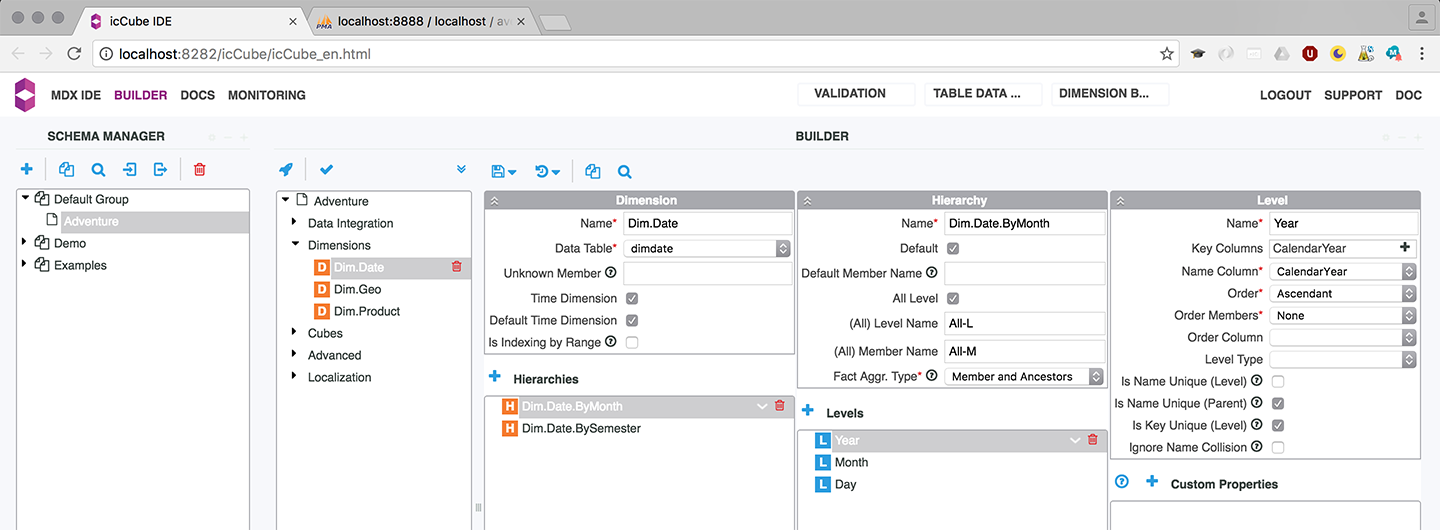 icCube IDE
PMA localhost:8888 / localhost / ave
localhost:8282/icCube/icCube_en.html
MDX IDE BUILDER DOCS MONITORING VALIDATION TABLE DATA ... DIMENSION B... LOGOUT SUPPORT DOC
SCHEMA MANAGER
BUILDER
Default Group
Adventure
Demo
Examples
Adventure
Data Integration
Dimensions
D Dim.Date
D Dim.Geo
D Dim.Product
Cubes
Advanced
Localization
Dimension
Name* Dim.Date
Data Table* dimdate
Unknown Member ?
Time Dimension
Default Time Dimension
Is Indexing by Range ?
Hierarchies
H Dim.Date.ByMonth
H Dim.Date.BySemester
Hierarchy
Name* Dim.Date.ByMonth
Default
Default Member Name ?
All Level
(All) Level Name All-L
(All) Member Name All-M
Fact Aggr. Type* ? Member and Ancestors
Levels
L Year
L Month
L Day
Level
Name* Year
Key Columns CalendarYear
Name Column* CalendarYear
Order* Ascendant
Order Members* None
Order Column
Level Type
Is Name Unique (Level) ?
Is Name Unique (Parent) ?
Is Key Unique (Level) ?
Ignore Name Collision ?
? Custom Properties